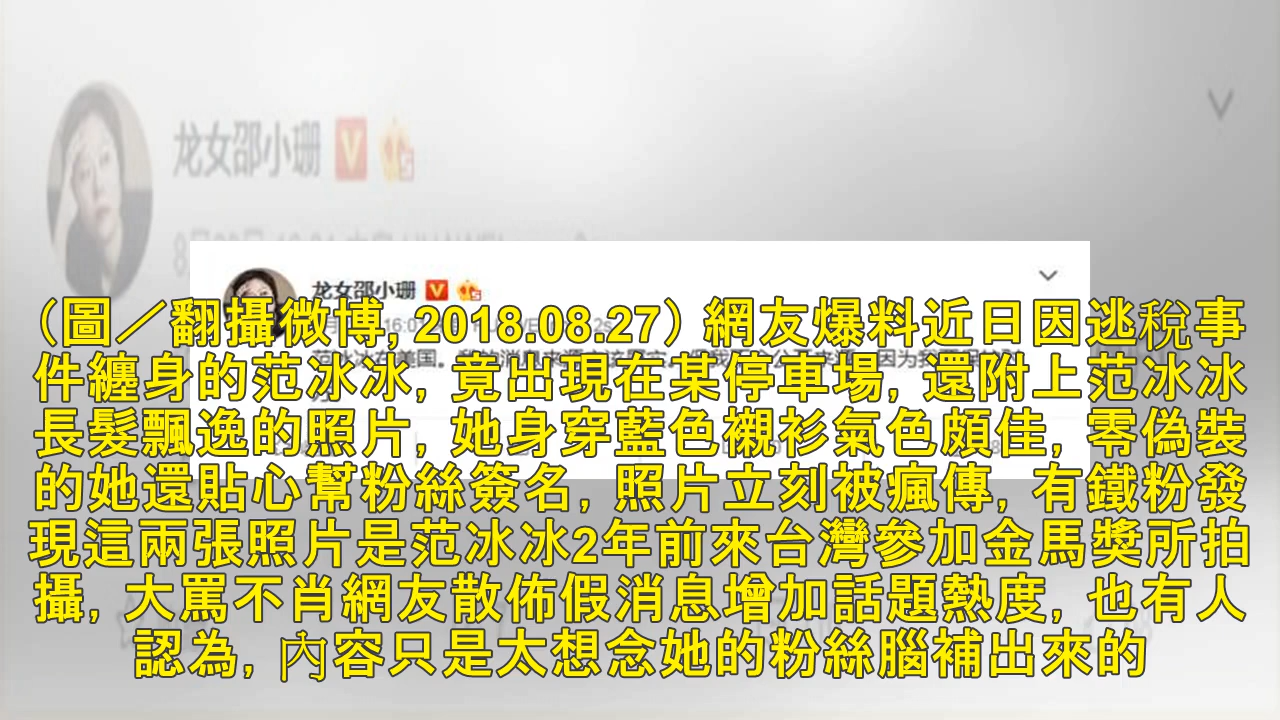 龙女邵小珊
龙女邵小珊
(圖／翻攝微博, 2018.08.27) 網友爆料近日因逃稅事
件纏身的范冰冰, 竟出現在某停車場, 還附上范冰冰
長髮飄逸的照片, 她身穿藍色襯衫氣色頗佳, 零偽裝
的她還貼心幫粉絲簽名, 照片立刻被瘋傳, 有鐵粉發
現這兩張照片是范冰冰2年前來台灣參加金馬獎所拍
攝, 大罵不肖網友散佈假消息增加話題熱度, 也有人
認為, 內容只是太想念她的粉絲腦補出來的